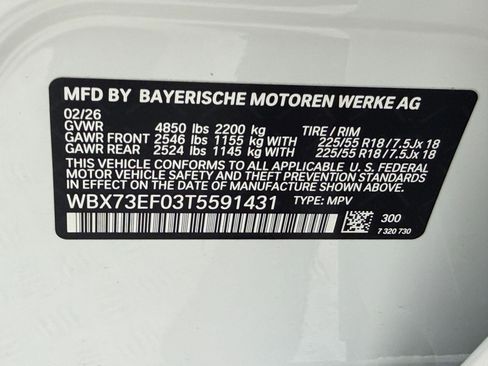 MFD BY BAYERISCHE MOTOREN WERKE AG
02/26
GVWR 4850 lbs 2200 kg TIRE / RIM
GAWR FRONT 2546 lbs 1155 kg WITH 225/55 R18 / 7.5Jx 18
GAWR REAR 2524 lbs 1145 kg WITH 225/55 R18 / 7.5Jx 18
THIS VEHICLE CONFORMS TO ALL APPLICABLE U.S. FEDERAL
MOTOR VEHICLE SAFETY AND THEFT PREVENTION STANDARDS
IN EFFECT ON THE DATE OF MANUFACTURE SHOWN ABOVE.
WBX73EF03T5591431 TYPE: MPV
300
7 320 730